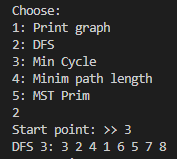 Choose:
1: Print graph
2: DFS
3: Min Cycle
4: Minim path length
5: MST Prim
2
Start point: >> 3
DFS 3: 3 2 4 1 6 5 7 8